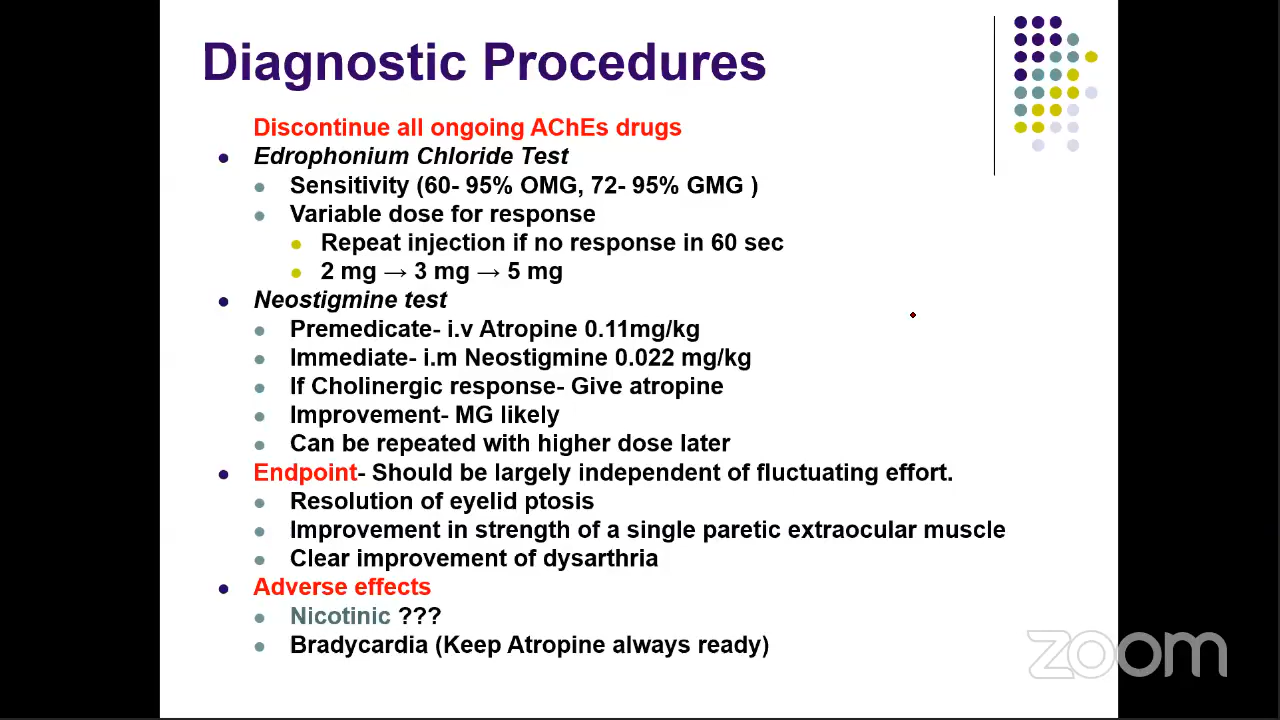 Diagnostic Procedures
Discontinue all ongoing AChEs drugs
Edrophonium Chloride Test
Sensitivity (60- 95% OMG, 72- 95% GMG )
Variable dose for response
Repeat injection if no response in 60 sec
2 mg → 3 mg → 5 mg
Neostigmine test
Premedicate- i.v Atropine 0.11mg/kg
Immediate- i.m Neostigmine 0.022 mg/kg
If Cholinergic response- Give atropine
Improvement- MG likely
Can be repeated with higher dose later
Endpoint- Should be largely independent of fluctuating effort.
Resolution of eyelid ptosis
Improvement in strength of a single paretic extraocular muscle
Clear improvement of dysarthria
Adverse effects
Nicotinic ???
Bradycardia (Keep Atropine always ready)
zoom